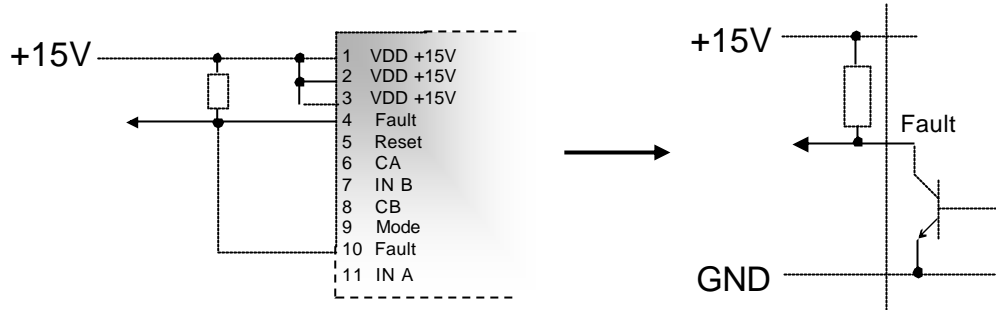 +15V
1 VDD +15V
2 VDD +15V
3 VDD +15V
4 Fault
5 Reset
6 CA
7 IN B
8 CB
9 Mode
10 Fault
11 IN A
+15V
Fault
GND